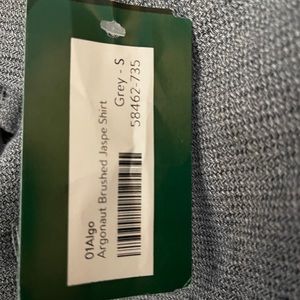 01Algo
Argonaut Brushed Jaspe Shirt
Grey - S
58462-735